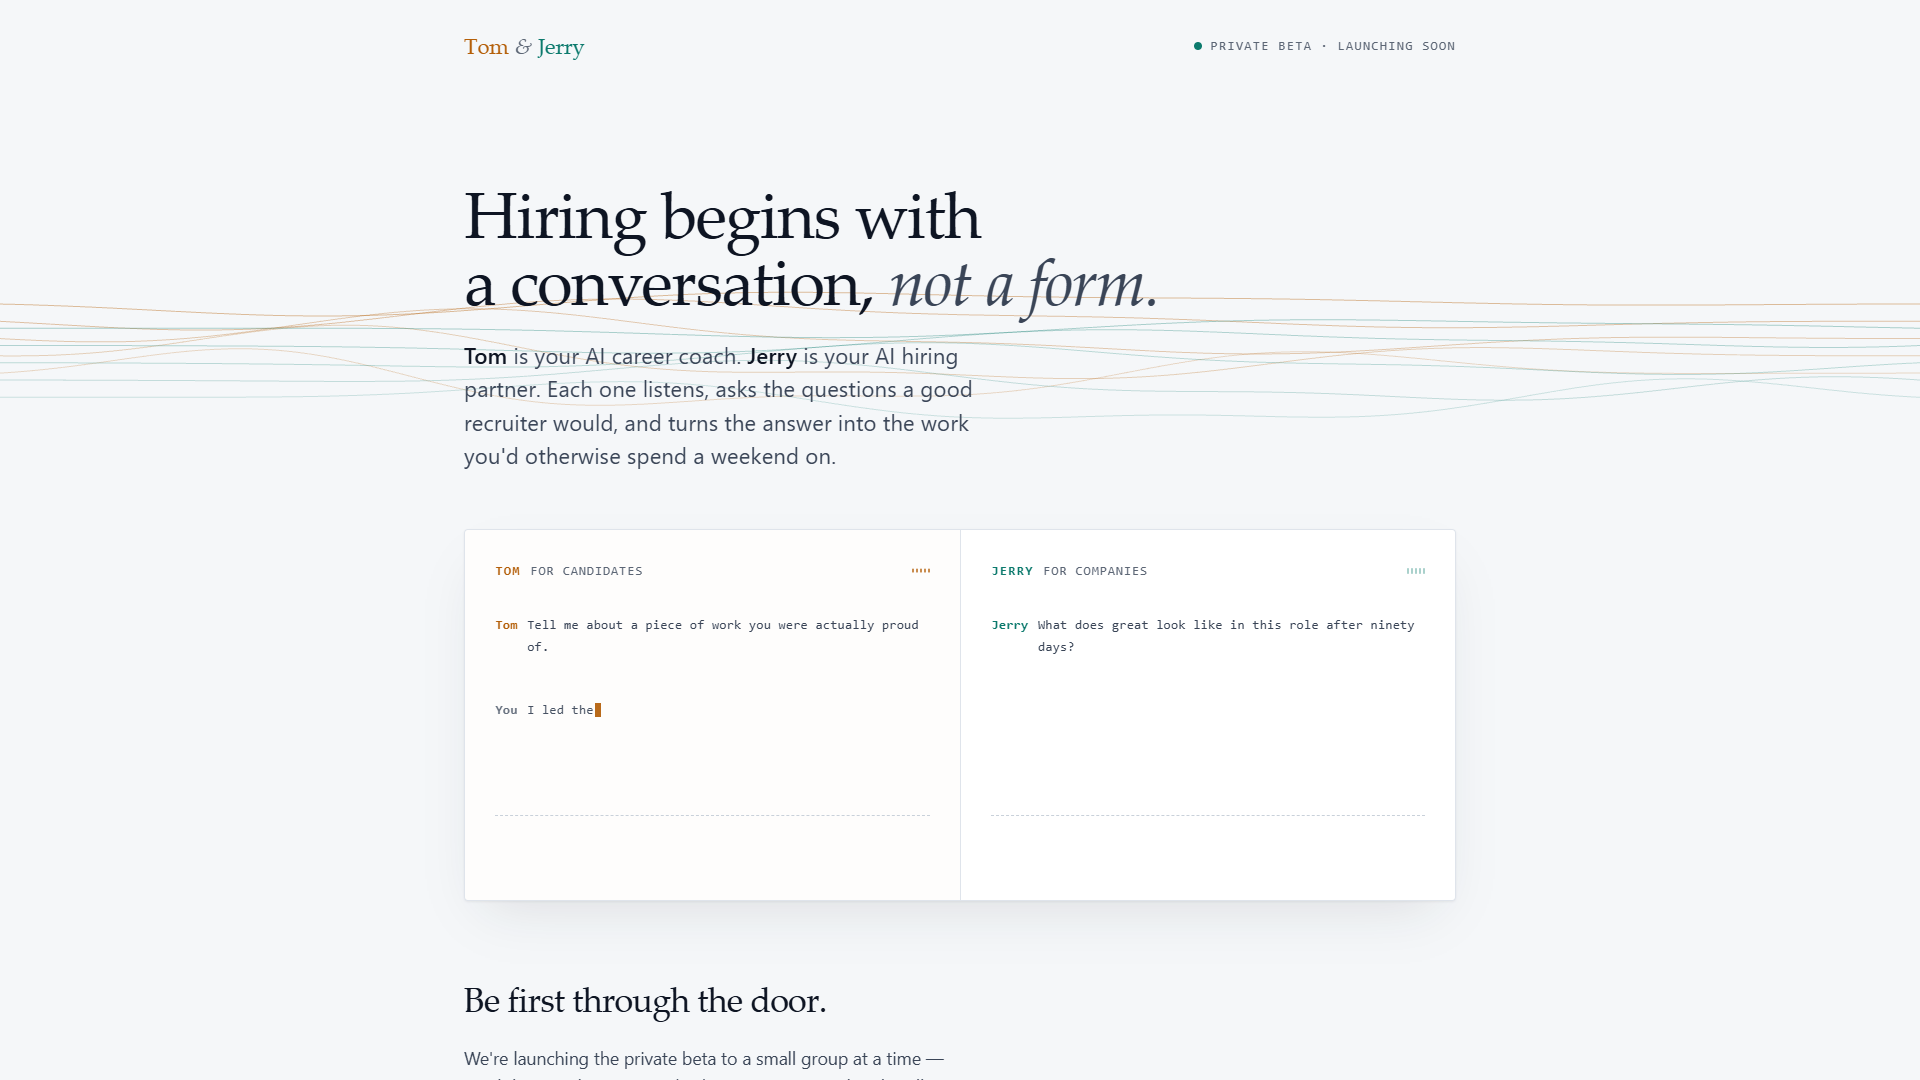 Tom & Jerry
PRIVATE BETA · LAUNCHING SOON
Hiring begins with
a conversation, not a form.
Tom is your AI career coach. Jerry is your AI hiring
partner. Each one listens, asks the questions a good
recruiter would, and turns the answer into the work
you'd otherwise spend a weekend on.
TOM FOR CANDIDATES
Tom Tell me about a piece of work you were actually proud
of.
You I led the
JERRY FOR COMPANIES
Jerry What does great look like in this role after ninety
days?
Be first through the door.
We're launching the private beta to a small group at a time —